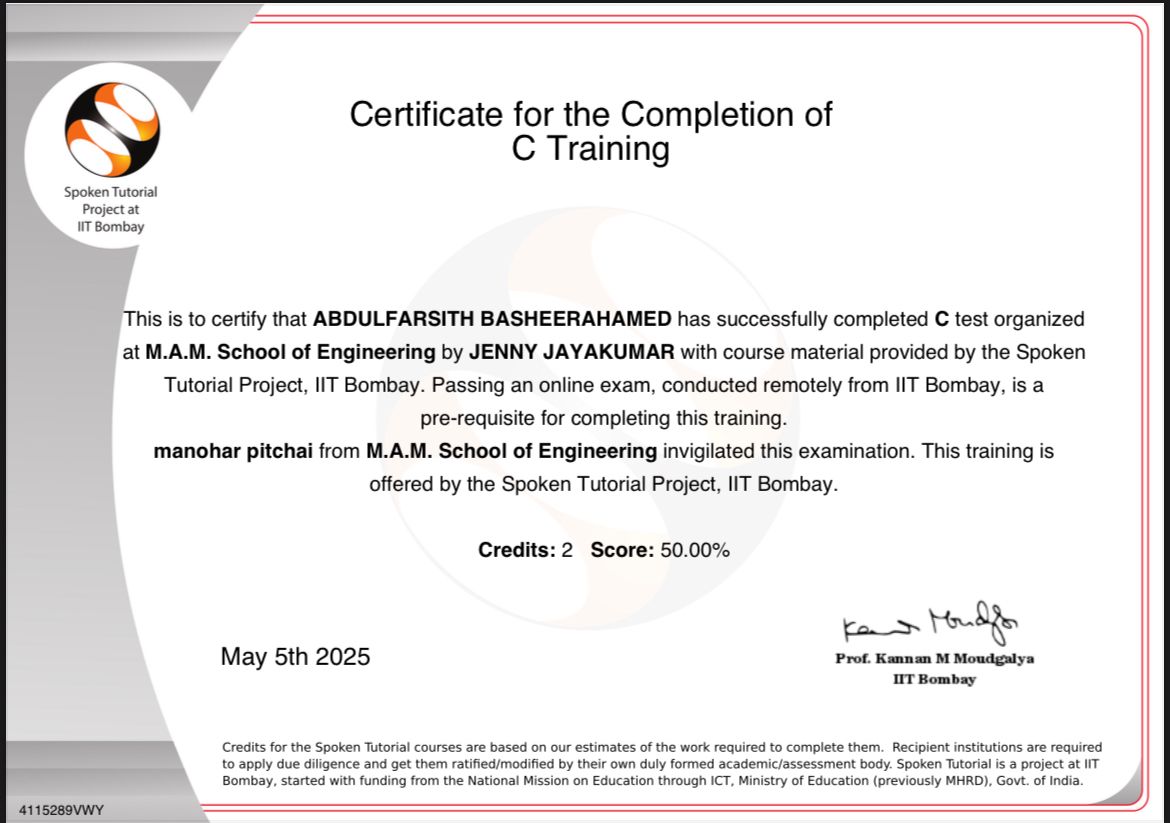 Spoken Tutorial
Project at
IIT Bombay
Certificate for the Completion of
C Training
This is to certify that ABDULFARSITH BASHEERAHAMED has successfully completed C test organized
at M.A.M. School of Engineering by JENNY JAYAKUMAR with course material provided by the Spoken
Tutorial Project, IIT Bombay. Passing an online exam, conducted remotely from IIT Bombay, is a
pre-requisite for completing this training.
manohar pitchai from M.A.M. School of Engineering invigilated this examination. This training is
offered by the Spoken Tutorial Project, IIT Bombay.
Credits: 2 Score: 50.00%
May 5th 2025
Prof. Kannan M Moudgalya
IIT Bombay
Credits for the Spoken Tutorial courses are based on our estimates of the work required to complete them. Recipient institutions are required
to apply due diligence and get them ratified/modified by their own duly formed academic/assessment body. Spoken Tutorial is a project at IIT
Bombay, started with funding from the National Mission on Education through ICT, Ministry of Education (previously MHRD), Govt. of India.
4115289VWY